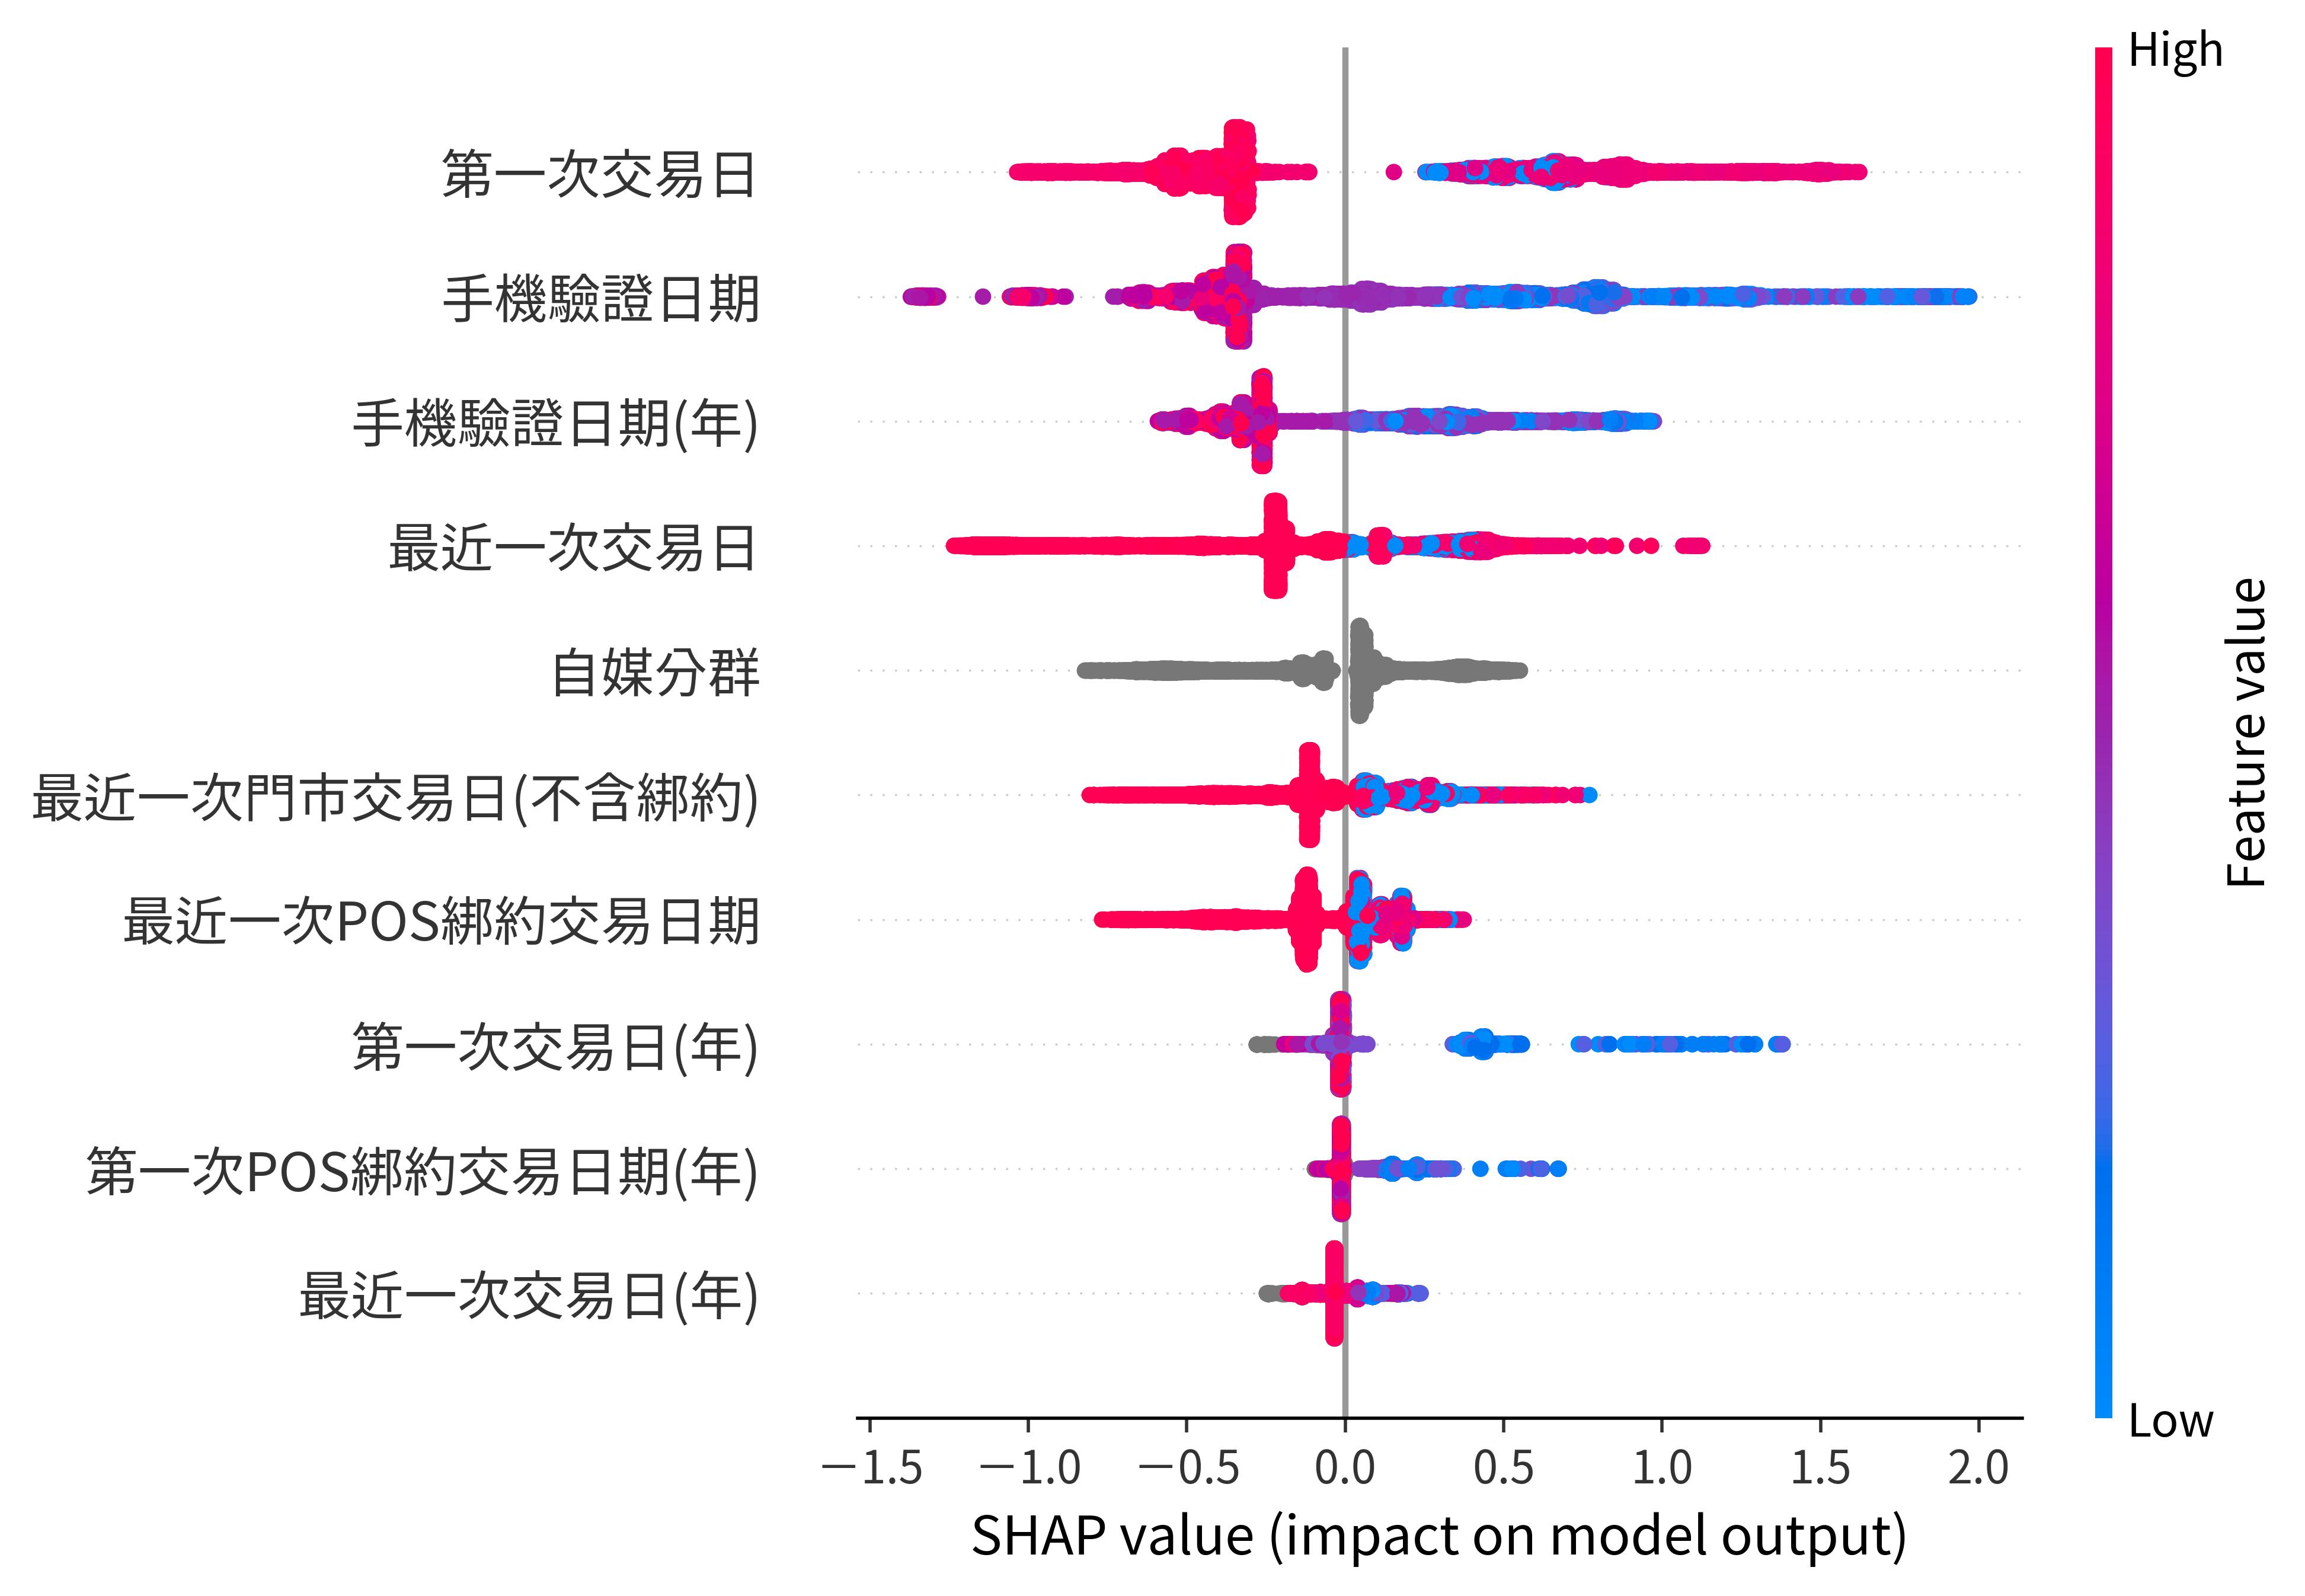 High
第一次交易日
手機驗證日期
手機驗證日期(年)
最近一次交易日
自媒分群
最近一次門市交易日(不含綁約)
最近一次POS綁約交易日期
第一次交易日(年)
第一次POS綁約交易日期(年)
最近一次交易日(年)
Feature value
Low
−1.5 −1.0 −0.5 0.0 0.5 1.0 1.5 2.0
SHAP value (impact on model output)